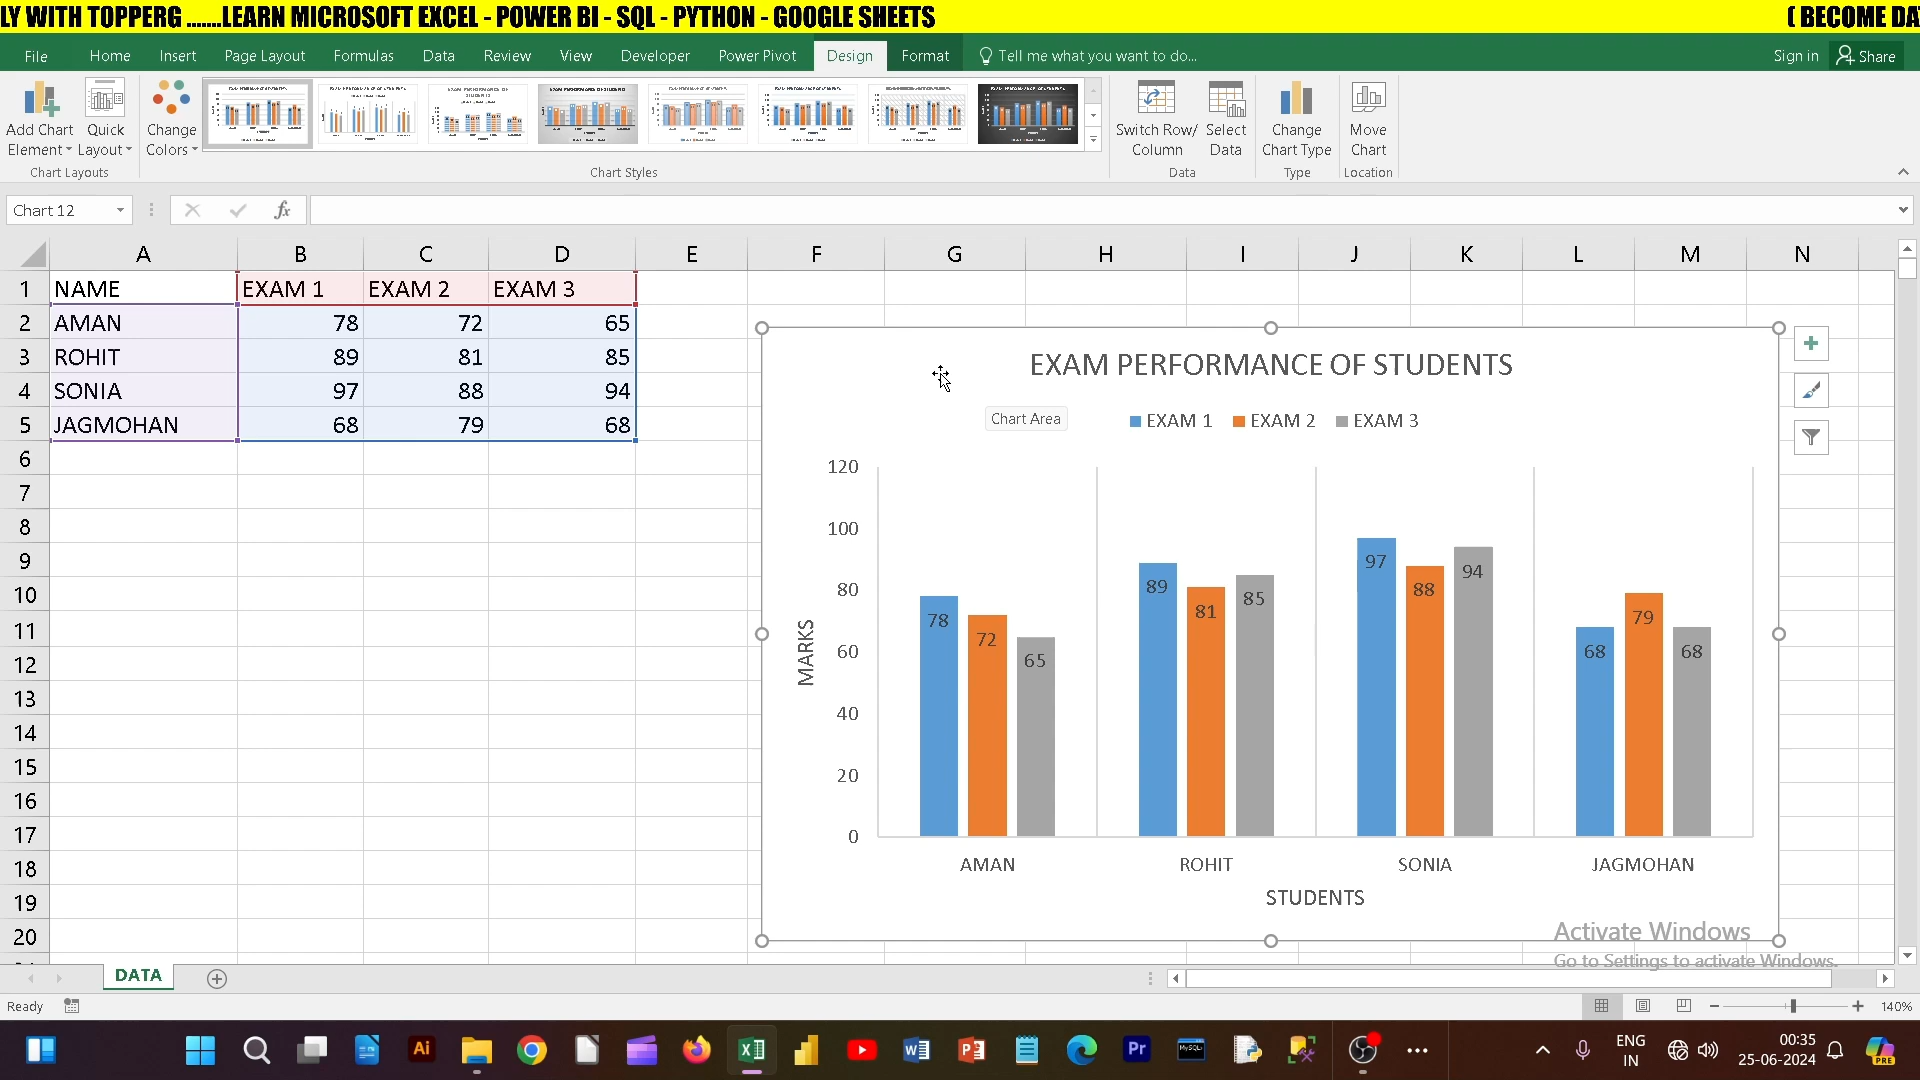 LY WITH TOPPERG .......LEARN MICROSOFT EXCEL - POWER BI - SQL - PYTHON - GOOGLE SHEETS
( BECOME DA
File Home Insert Page Layout Formulas Data Review View Developer Power Pivot Design Format Tell me what you want to do... Sign in Share
Add Chart Element
Quick Layout
Change Colors
Switch Row/ Column
Select Data
Change Chart Type
Move Chart
Chart Layouts Chart Styles Data Type Location
Chart 12 fx
A B C D E F G H I J K L M N
1 NAME EXAM 1 EXAM 2 EXAM 3
2 AMAN 78 72 65
3 ROHIT 89 81 85
4 SONIA 97 88 94
5 JAGMOHAN 68 79 68
6
7
8
9
10
11
12
13
14
15
16
17
18
19
20
EXAM PERFORMANCE OF STUDENTS
Chart Area
EXAM 1 EXAM 2 EXAM 3
120
100
80
60
40
20
0
MARKS
78 72 65
89 81 85
97 88 94
68 79 68
AMAN ROHIT SONIA JAGMOHAN
STUDENTS
Activate Windows
Go to Settings to activate Windows.
DATA
Ready
140%
Ai
Pr
MySQL
PRE
ENG
IN
00:35
25-06-2024